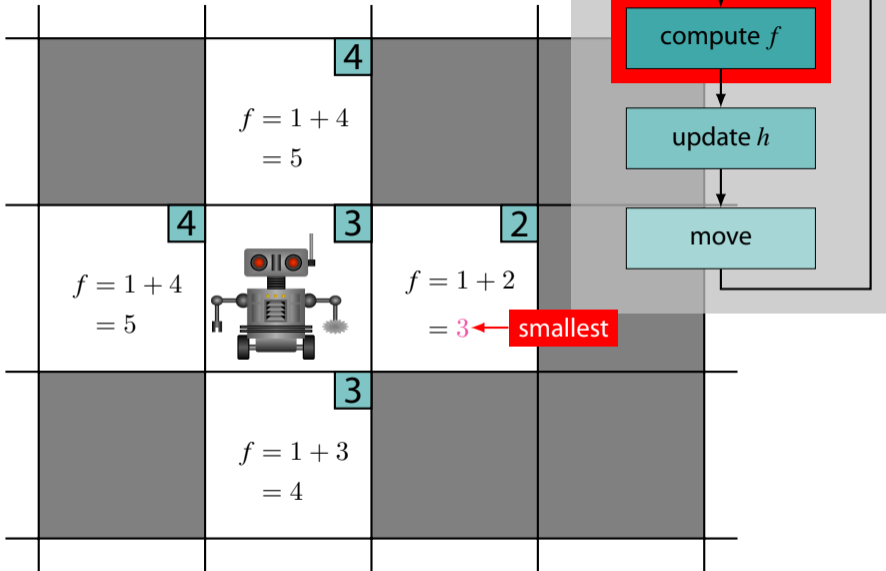 compute f
update h
move
4
f = 1 + 4
= 5
4
f = 1 + 4
= 5
3
2
f = 1 + 2
= 3
smallest
3
f = 1 + 3
= 4